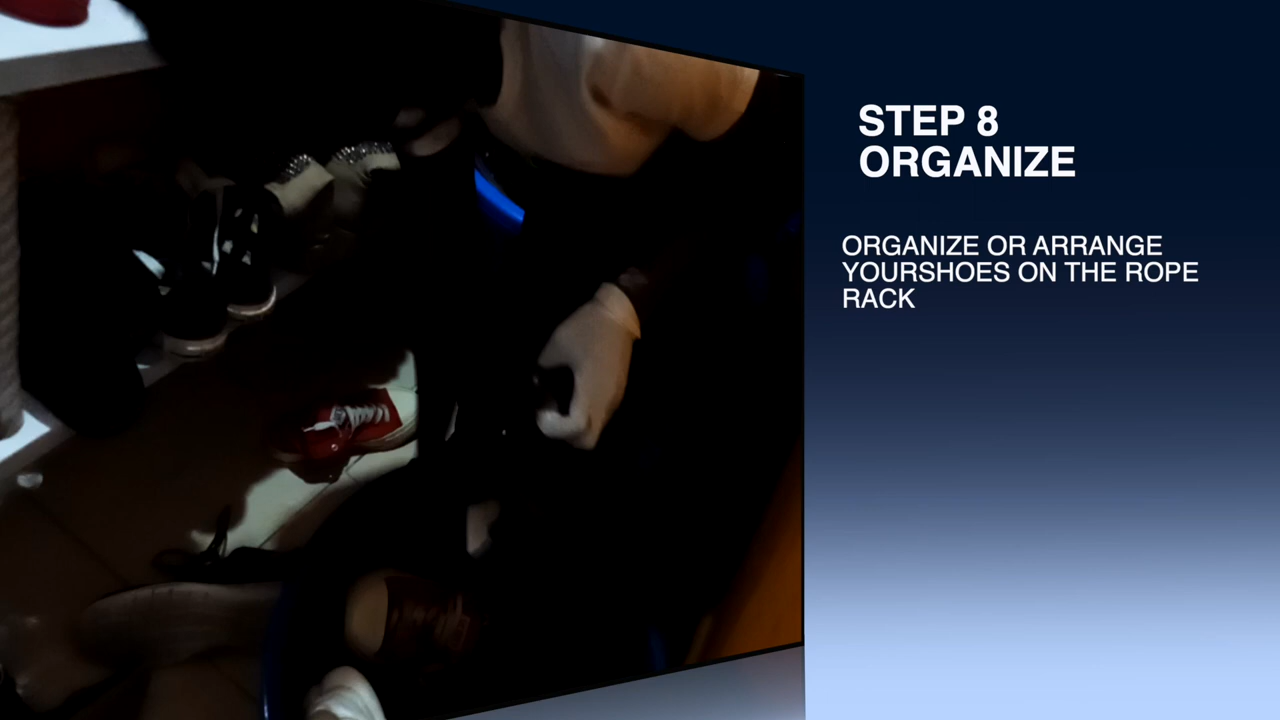 STEP 8
ORGANIZE
ORGANIZE OR ARRANGE
YOURSHOES ON THE ROPE
RACK